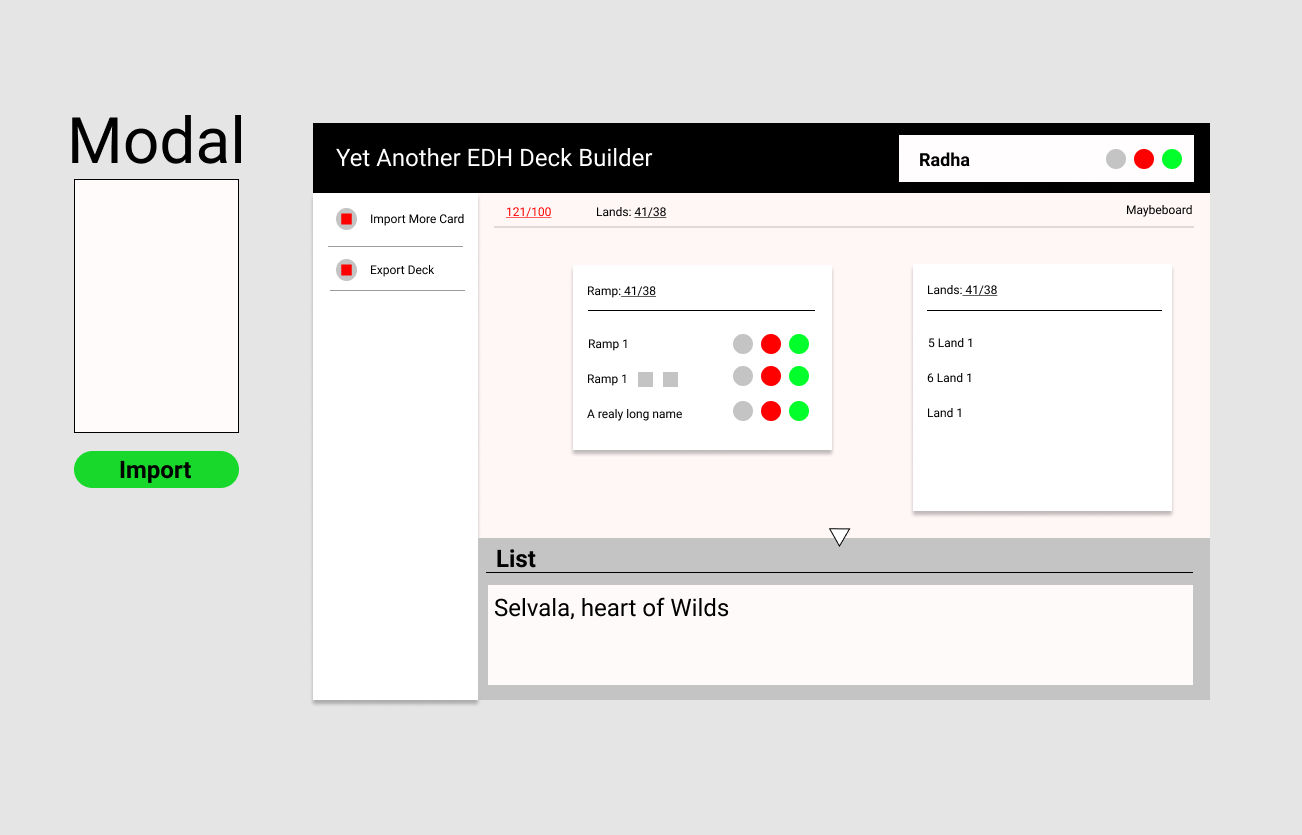 Modal
Import
Yet Another EDH Deck Builder
Radha
Import More Card
Export Deck
121/100
Lands: 41/38
Maybeboard
Ramp: 41/38
Ramp 1
Ramp 1
A realy long name
Lands: 41/38
5 Land 1
6 Land 1
Land 1
List
Selvala, heart of Wilds